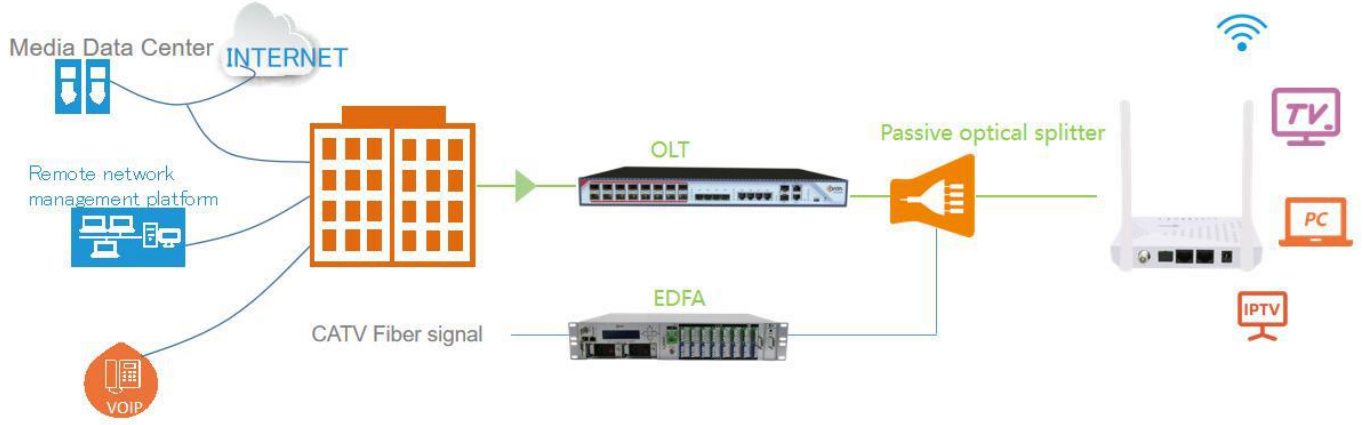 Media Data Center
INTERNET
Remote network
management platform
VOIP
OLT
Passive optical splitter
EDFA
CATV Fiber signal
TV
PC
IPTV